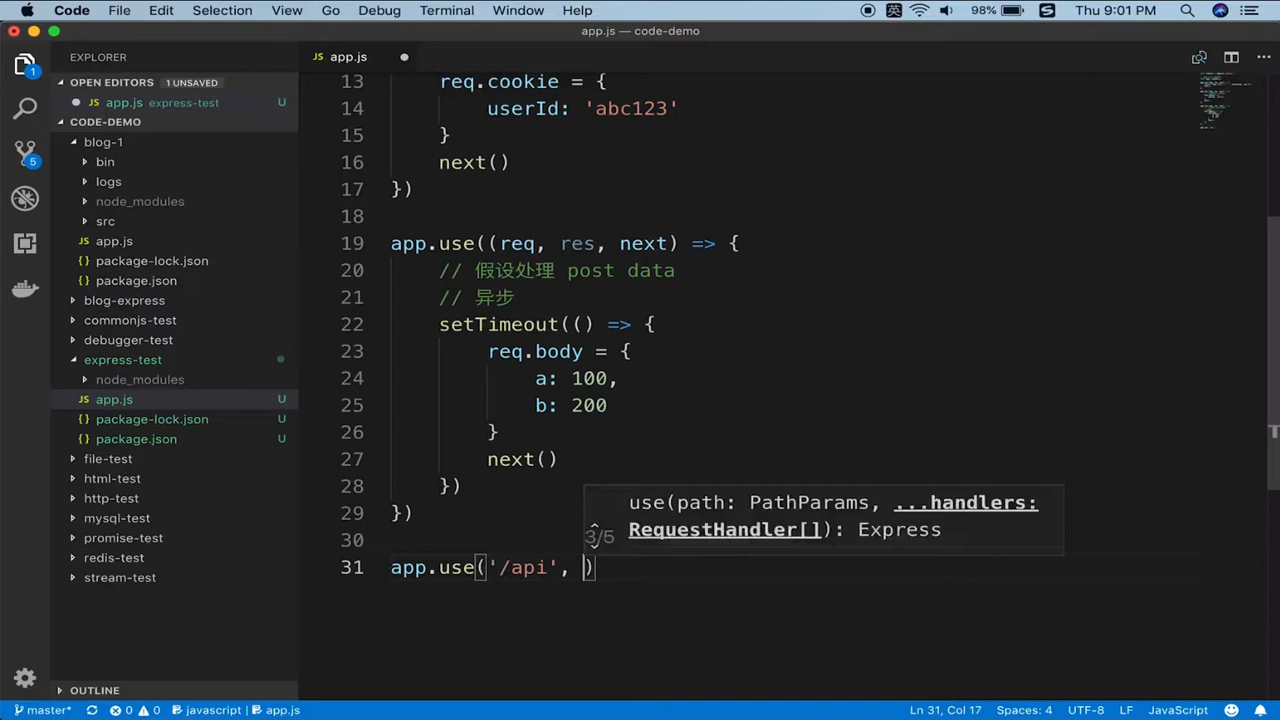 Code File Edit Selection View Go Debug Terminal Window Help 英 98% S Thu 9:01 PM
app.js — code-demo
EXPLORER
JS app.js
OPEN EDITORS 1 UNSAVED
JS app.js express-test U
CODE-DEMO
blog-1
bin
logs
node_modules
src
JS app.js
{} package-lock.json
{} package.json
blog-express
commonjs-test
debugger-test
express-test
node_modules
JS app.js U
{} package-lock.json U
{} package.json U
file-test
html-test
http-test
mysql-test
promise-test
redis-test
stream-test
OUTLINE
1
5
13 req.cookie = {
14 userId: 'abc123'
15 }
16 next()
17 })
18
19 app.use((req, res, next) => {
20 // 假设处理 post data
21 // 异步
22 setTimeout(() => {
23 req.body = {
24 a: 100,
25 b: 200
26 }
27 next()
28 })
29 })
30
31 app.use('/api', )
use(path: PathParams, ...handlers:
3/5 RequestHandler[]): Express
master* 0 0 javascript | app.js Ln 31, Col 17 Spaces: 4 UTF-8 LF JavaScript